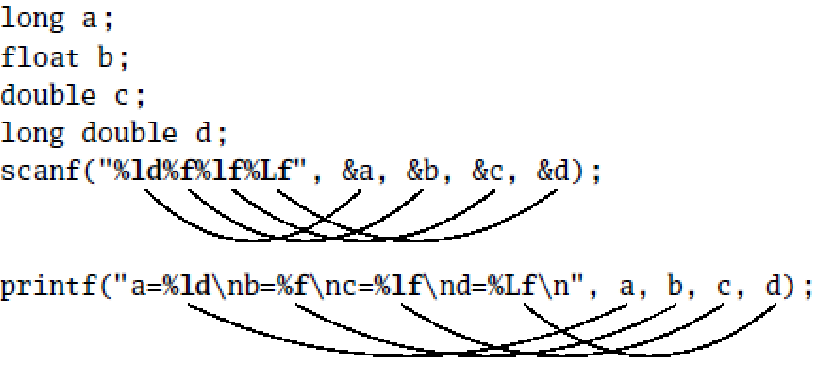 long a;
float b;
double c;
long double d;
scanf("%ld%f%lf%Lf", &a, &b, &c, &d);
printf("a=%ld\nb=%f\nc=%lf\nd=%Lf\n", a, b, c, d);